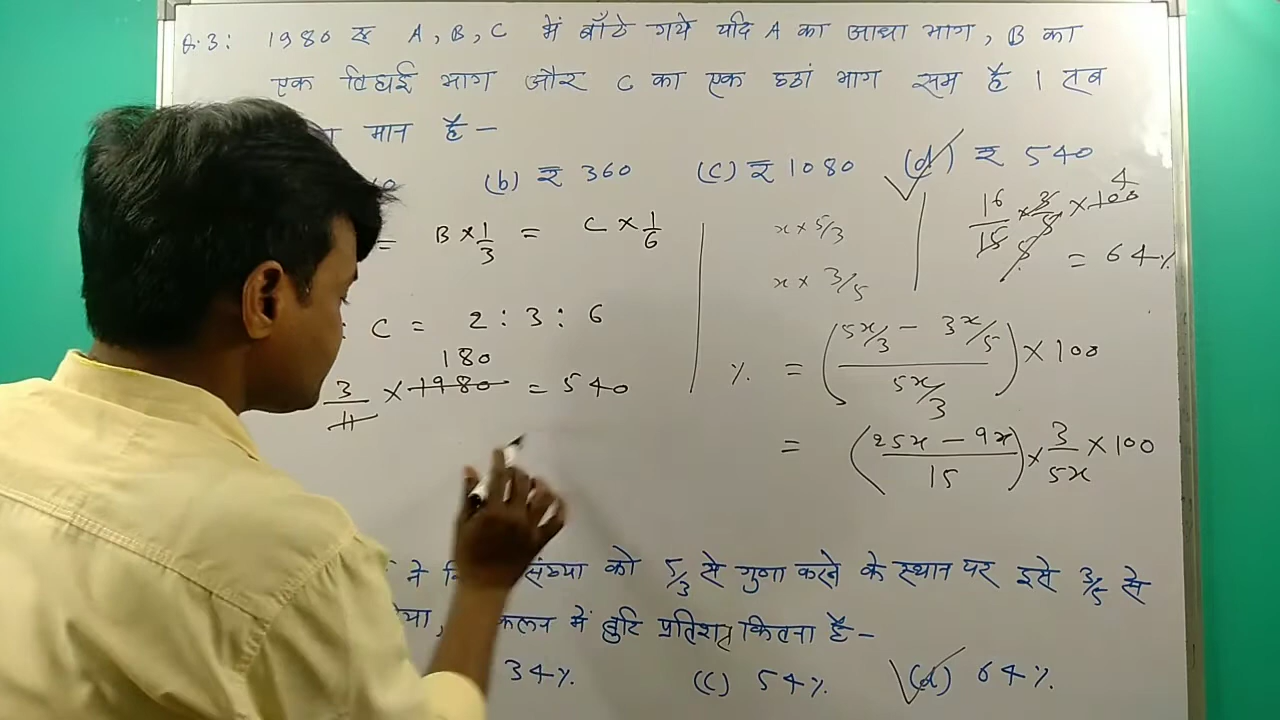 Q.3: 1980 ₹ A, B, C में बाँटे गये यदि A का आधा भाग, B का
एक तिहाई भाग और C का एक छठां भाग सम है । तब
मान है –
(b) ₹ 360 (c) ₹ 1080 (d) ₹ 540
= B × 1/3 = C × 1/6
: C = 2 : 3 : 6
180
3/11 × 1980 = 540
x × 5/3
x × 3/5
% = ((5x/3 – 3x/5) / (5x/3)) × 100
= ((25x – 9x) / 15) × 3/5x × 100
4
16/15 × 3/5 × 100
= 64%
ने संख्या को 5/3 से गुणा करने के स्थान पर इसे 3/5 से
में त्रुटि प्रतिशत कितना है –
34% (c) 54% (d) 64%